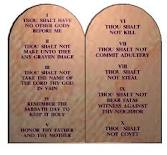 I
THOU SHALT HAVE
NO OTHER GODS
BEFORE ME
II
THOU SHALT NOT
MAKE UNTO THEE
ANY GRAVEN IMAGE
III
THOU SHALT NOT
TAKE THE NAME OF
THE LORD THY GOD
IN VAIN
IV
REMEMBER THE
SABBATH DAY TO
KEEP IT HOLY
V
HONOR THY FATHER
AND THY MOTHER
VI
THOU SHALT
NOT KILL
VII
THOU SHALT NOT
COMMIT ADULTERY
VIII
THOU SHALT
NOT STEAL
IX
THOU SHALT NOT
BEAR FALSE
WITNESS AGAINST
THY NEIGHBOR
X
THOU SHALT
NOT COVET